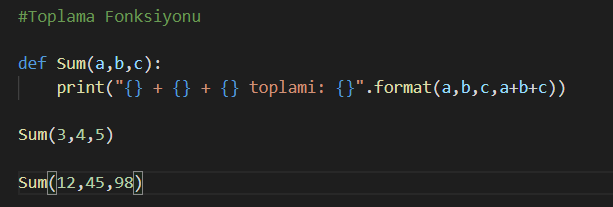 #Toplama Fonksiyonu
def Sum(a,b,c):
print("{} + {} + {} toplami: {}".format(a,b,c,a+b+c))
Sum(3,4,5)
Sum(12,45,98)